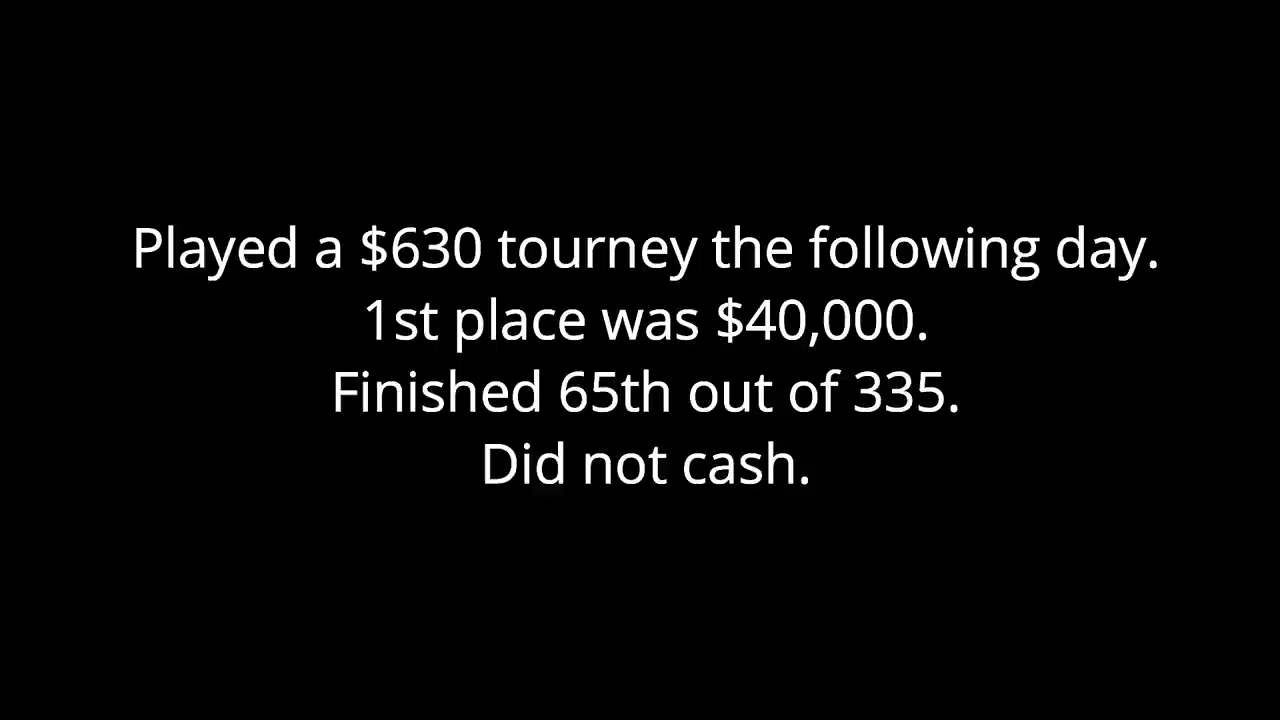 Played a $630 tourney the following day.
1st place was $40,000.
Finished 65th out of 335.
Did not cash.